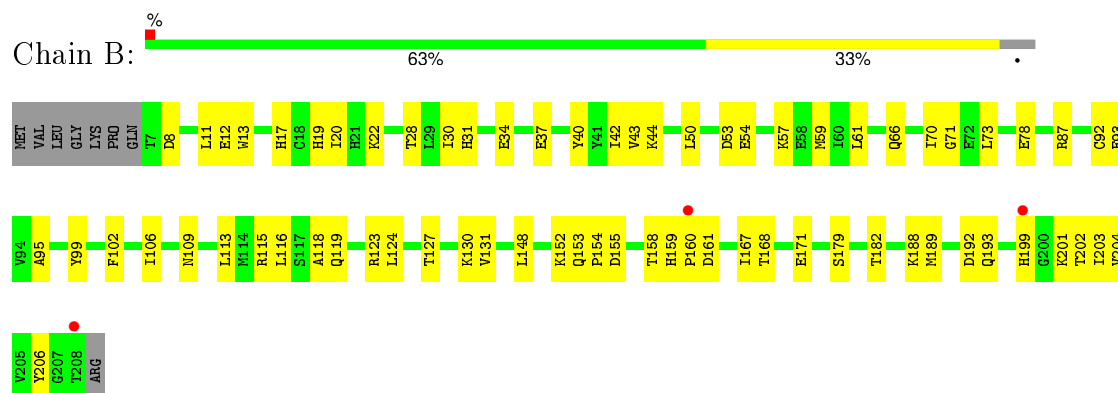 %
Chain B:
63% 33% •
MET VAL LEU GLY LYS PRO GLN T7 D8 L11 E12 W13 H17 C18 H19 I20 H21 K22 T28 L29 I30 H31 E34 E37 Y40 Y41 I42 V43 K44 L50 D53 E54 K57 E58 M59 I60 L61 Q66 I70 G71 E72 L73 E78 R87 C92
V94 A95 Y99 F102 I106 N109 L113 M114 R115 L116 S117 A118 Q119 R123 L124 T127 K130 V131 L148 K152 Q153 P154 D155 T158 H159 P160 D161 I167 T168 E171 S179 T182 K188 M189 D192 Q193 H199 G200 K201 T202 I203
V205 Y206 G207 T208 ARG